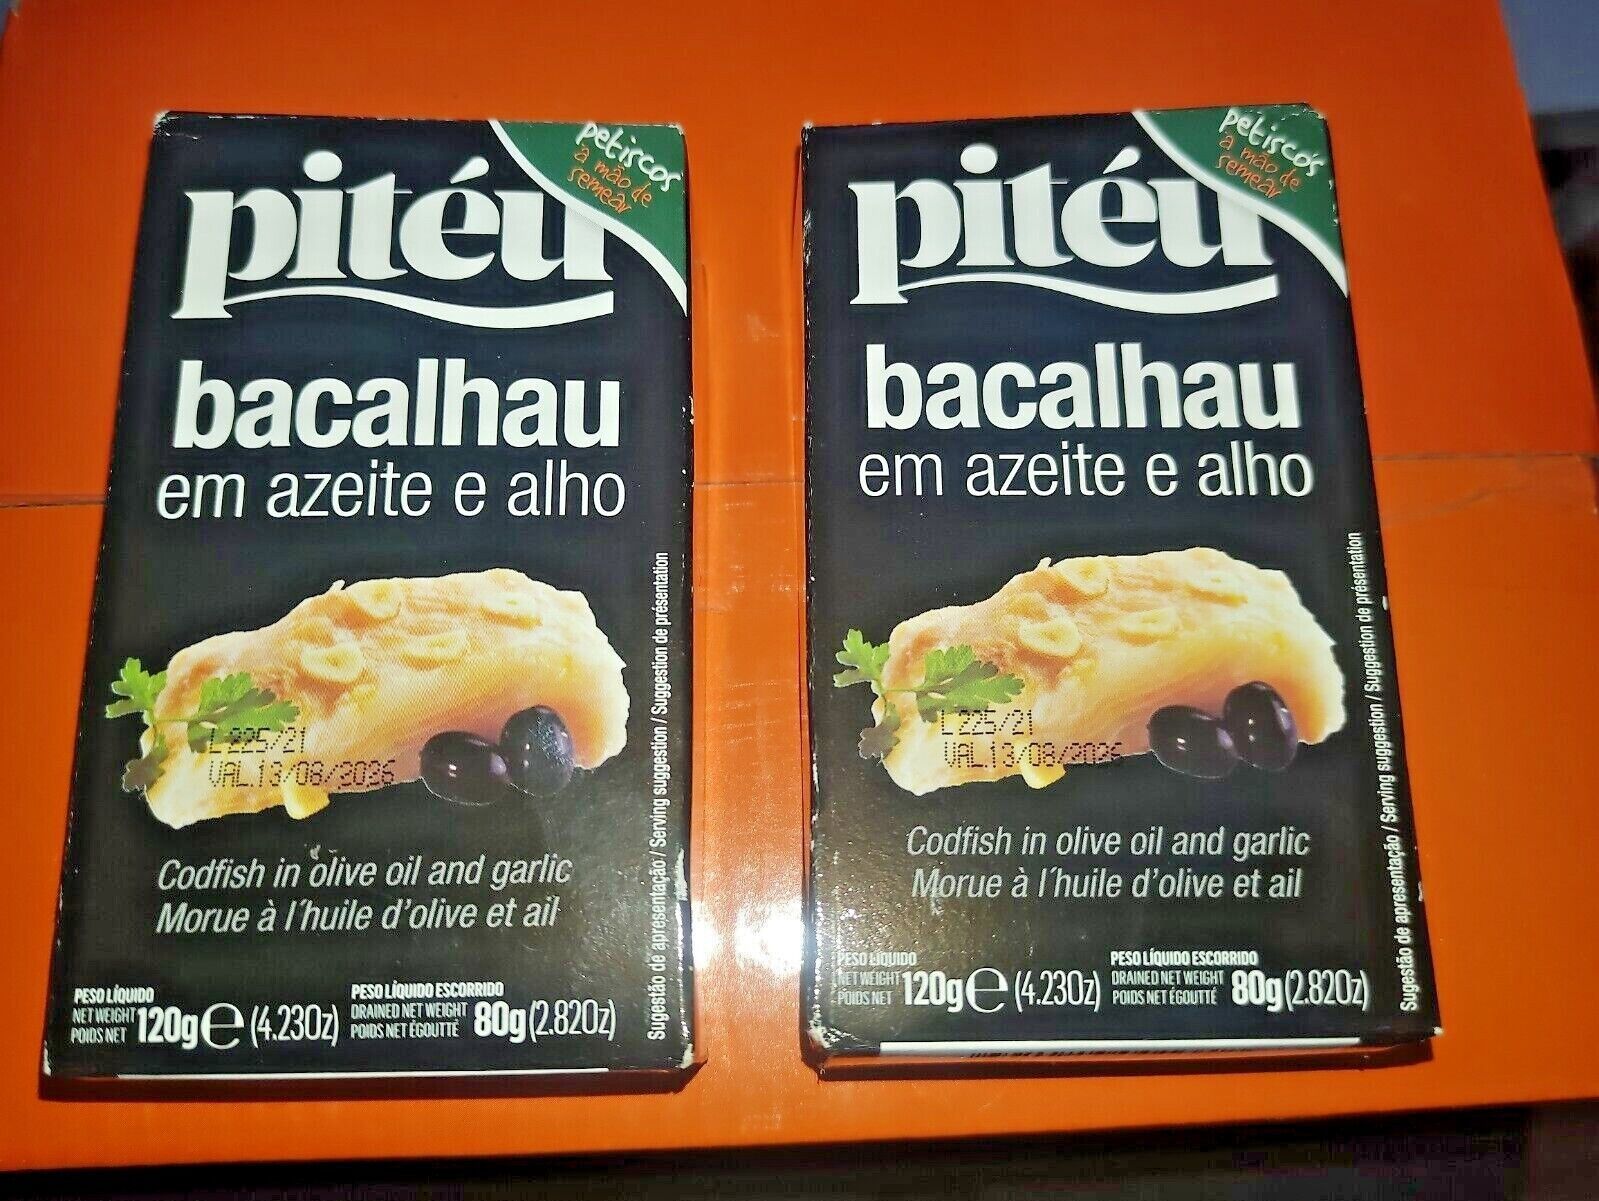 petiscos
à mão de
semear
pitéu
bacalhau
em azeite e alho
L 225/21
VAL.13/08/2026
Codfish in olive oil and garlic
Morue à l'huile d'olive et ail
PESO LÍQUIDO
NET WEIGHT
POIDS NET
120g e (4.23Oz)
PESO LÍQUIDO ESCORRIDO
DRAINED NET WEIGHT
POIDS NET ÉGOUTTÉ
80g (2.82Oz)
Sugestão de apresentação / Serving suggestion / Suggestion de présentation
petiscos
à mão de
semear
pitéu
bacalhau
em azeite e alho
L 225/21
VAL.13/08/2026
Codfish in olive oil and garlic
Morue à l'huile d'olive et ail
PESO LÍQUIDO
NET WEIGHT
POIDS NET
120g e (4.23Oz)
PESO LÍQUIDO ESCORRIDO
DRAINED NET WEIGHT
POIDS NET ÉGOUTTÉ
80g (2.82Oz)
Sugestão de apresentação / Serving suggestion / Suggestion de présentation